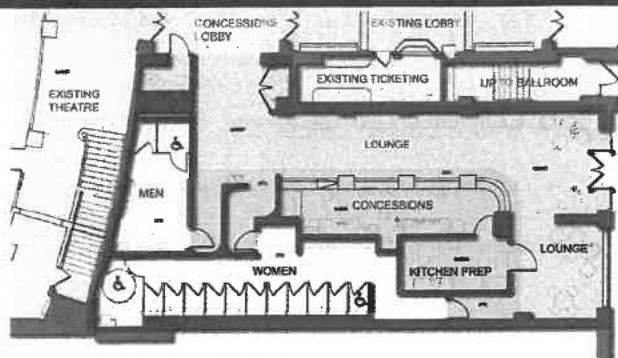 CONCESSIONS
LOBBY
EXISTING LOBBY
EXISTING
THEATRE
EXISTING TICKETING
UP TO BALLROOM
LOUNGE
MEN
CONCESSIONS
LOUNGE
WOMEN
KITCHEN PREP